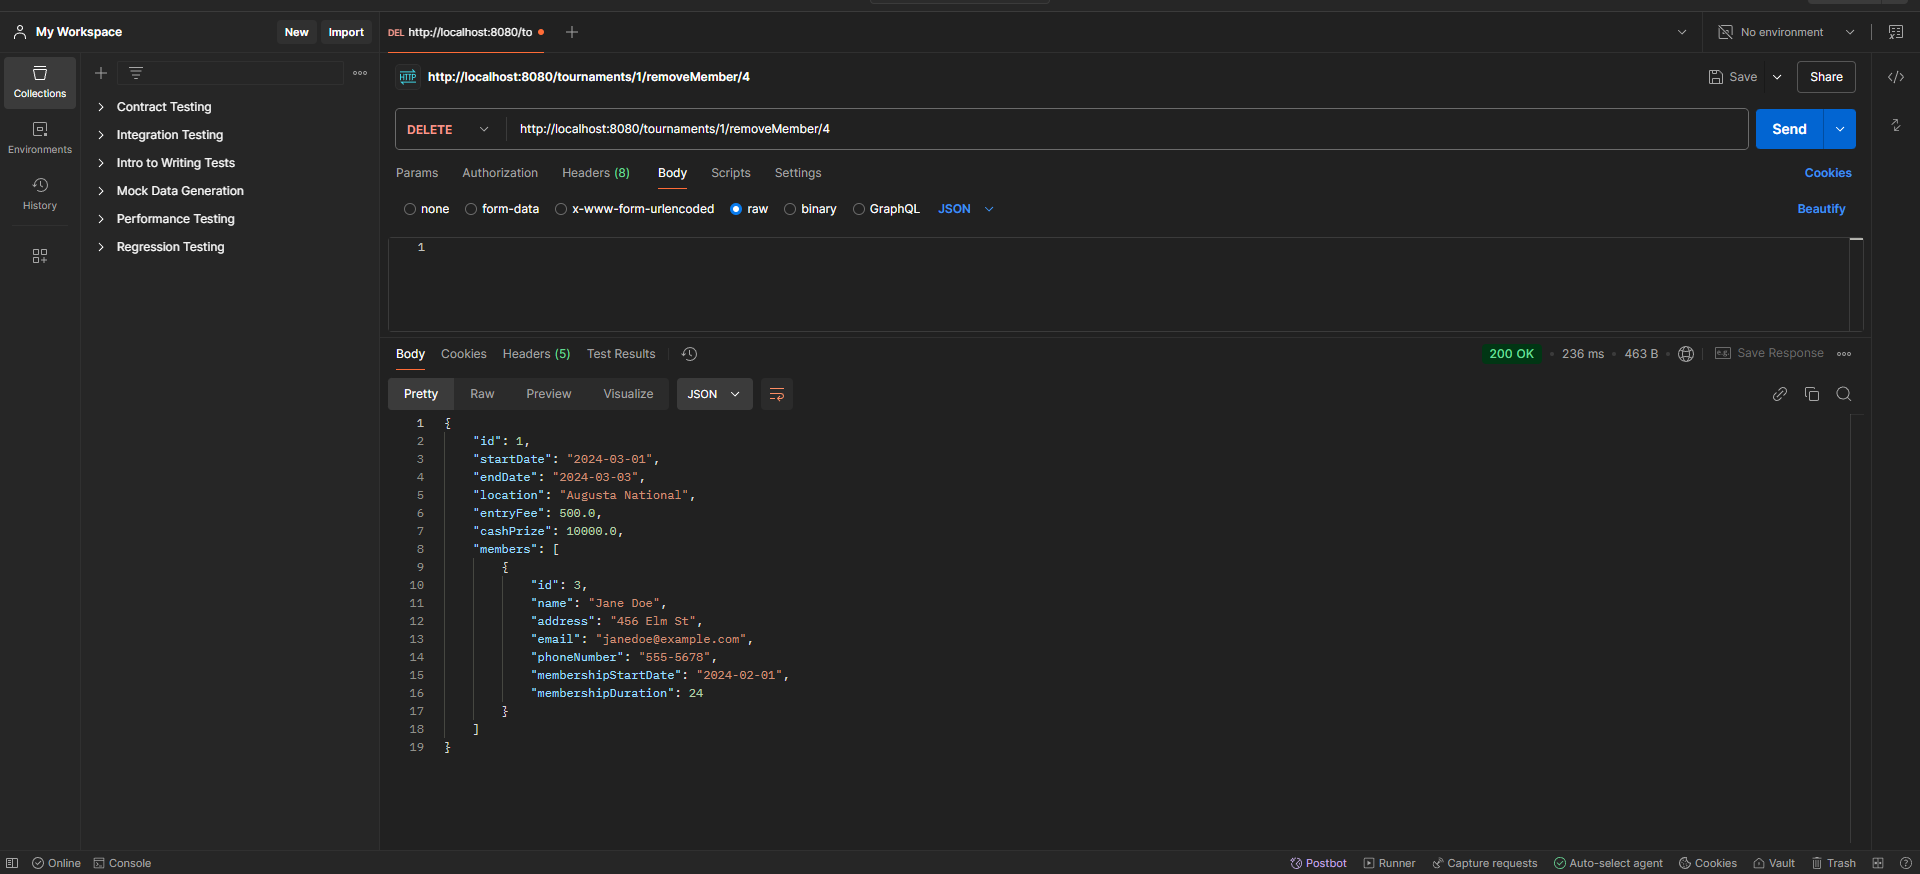 My Workspace
New
Import
DEL http://localhost:8080/to
No environment
Collections
Environments
History
Contract Testing
Integration Testing
Intro to Writing Tests
Mock Data Generation
Performance Testing
Regression Testing
HTTP http://localhost:8080/tournaments/1/removeMember/4
Save
Share
DELETE http://localhost:8080/tournaments/1/removeMember/4
Send
Params Authorization Headers (8) Body Scripts Settings
Cookies
none form-data x-www-form-urlencoded raw binary GraphQL JSON
Beautify
1
Body Cookies Headers (5) Test Results
200 OK • 236 ms • 463 B
Save Response
Pretty Raw Preview Visualize JSON
1 {
2 "id": 1,
3 "startDate": "2024-03-01",
4 "endDate": "2024-03-03",
5 "location": "Augusta National",
6 "entryFee": 500.0,
7 "cashPrize": 10000.0,
8 "members": [
9 {
10 "id": 3,
11 "name": "Jane Doe",
12 "address": "456 Elm St",
13 "email": "janedoe@example.com",
14 "phoneNumber": "555-5678",
15 "membershipStartDate": "2024-02-01",
16 "membershipDuration": 24
17 }
18 ]
19 }
Online Console
Postbot Runner Capture requests Auto-select agent Cookies Vault Trash